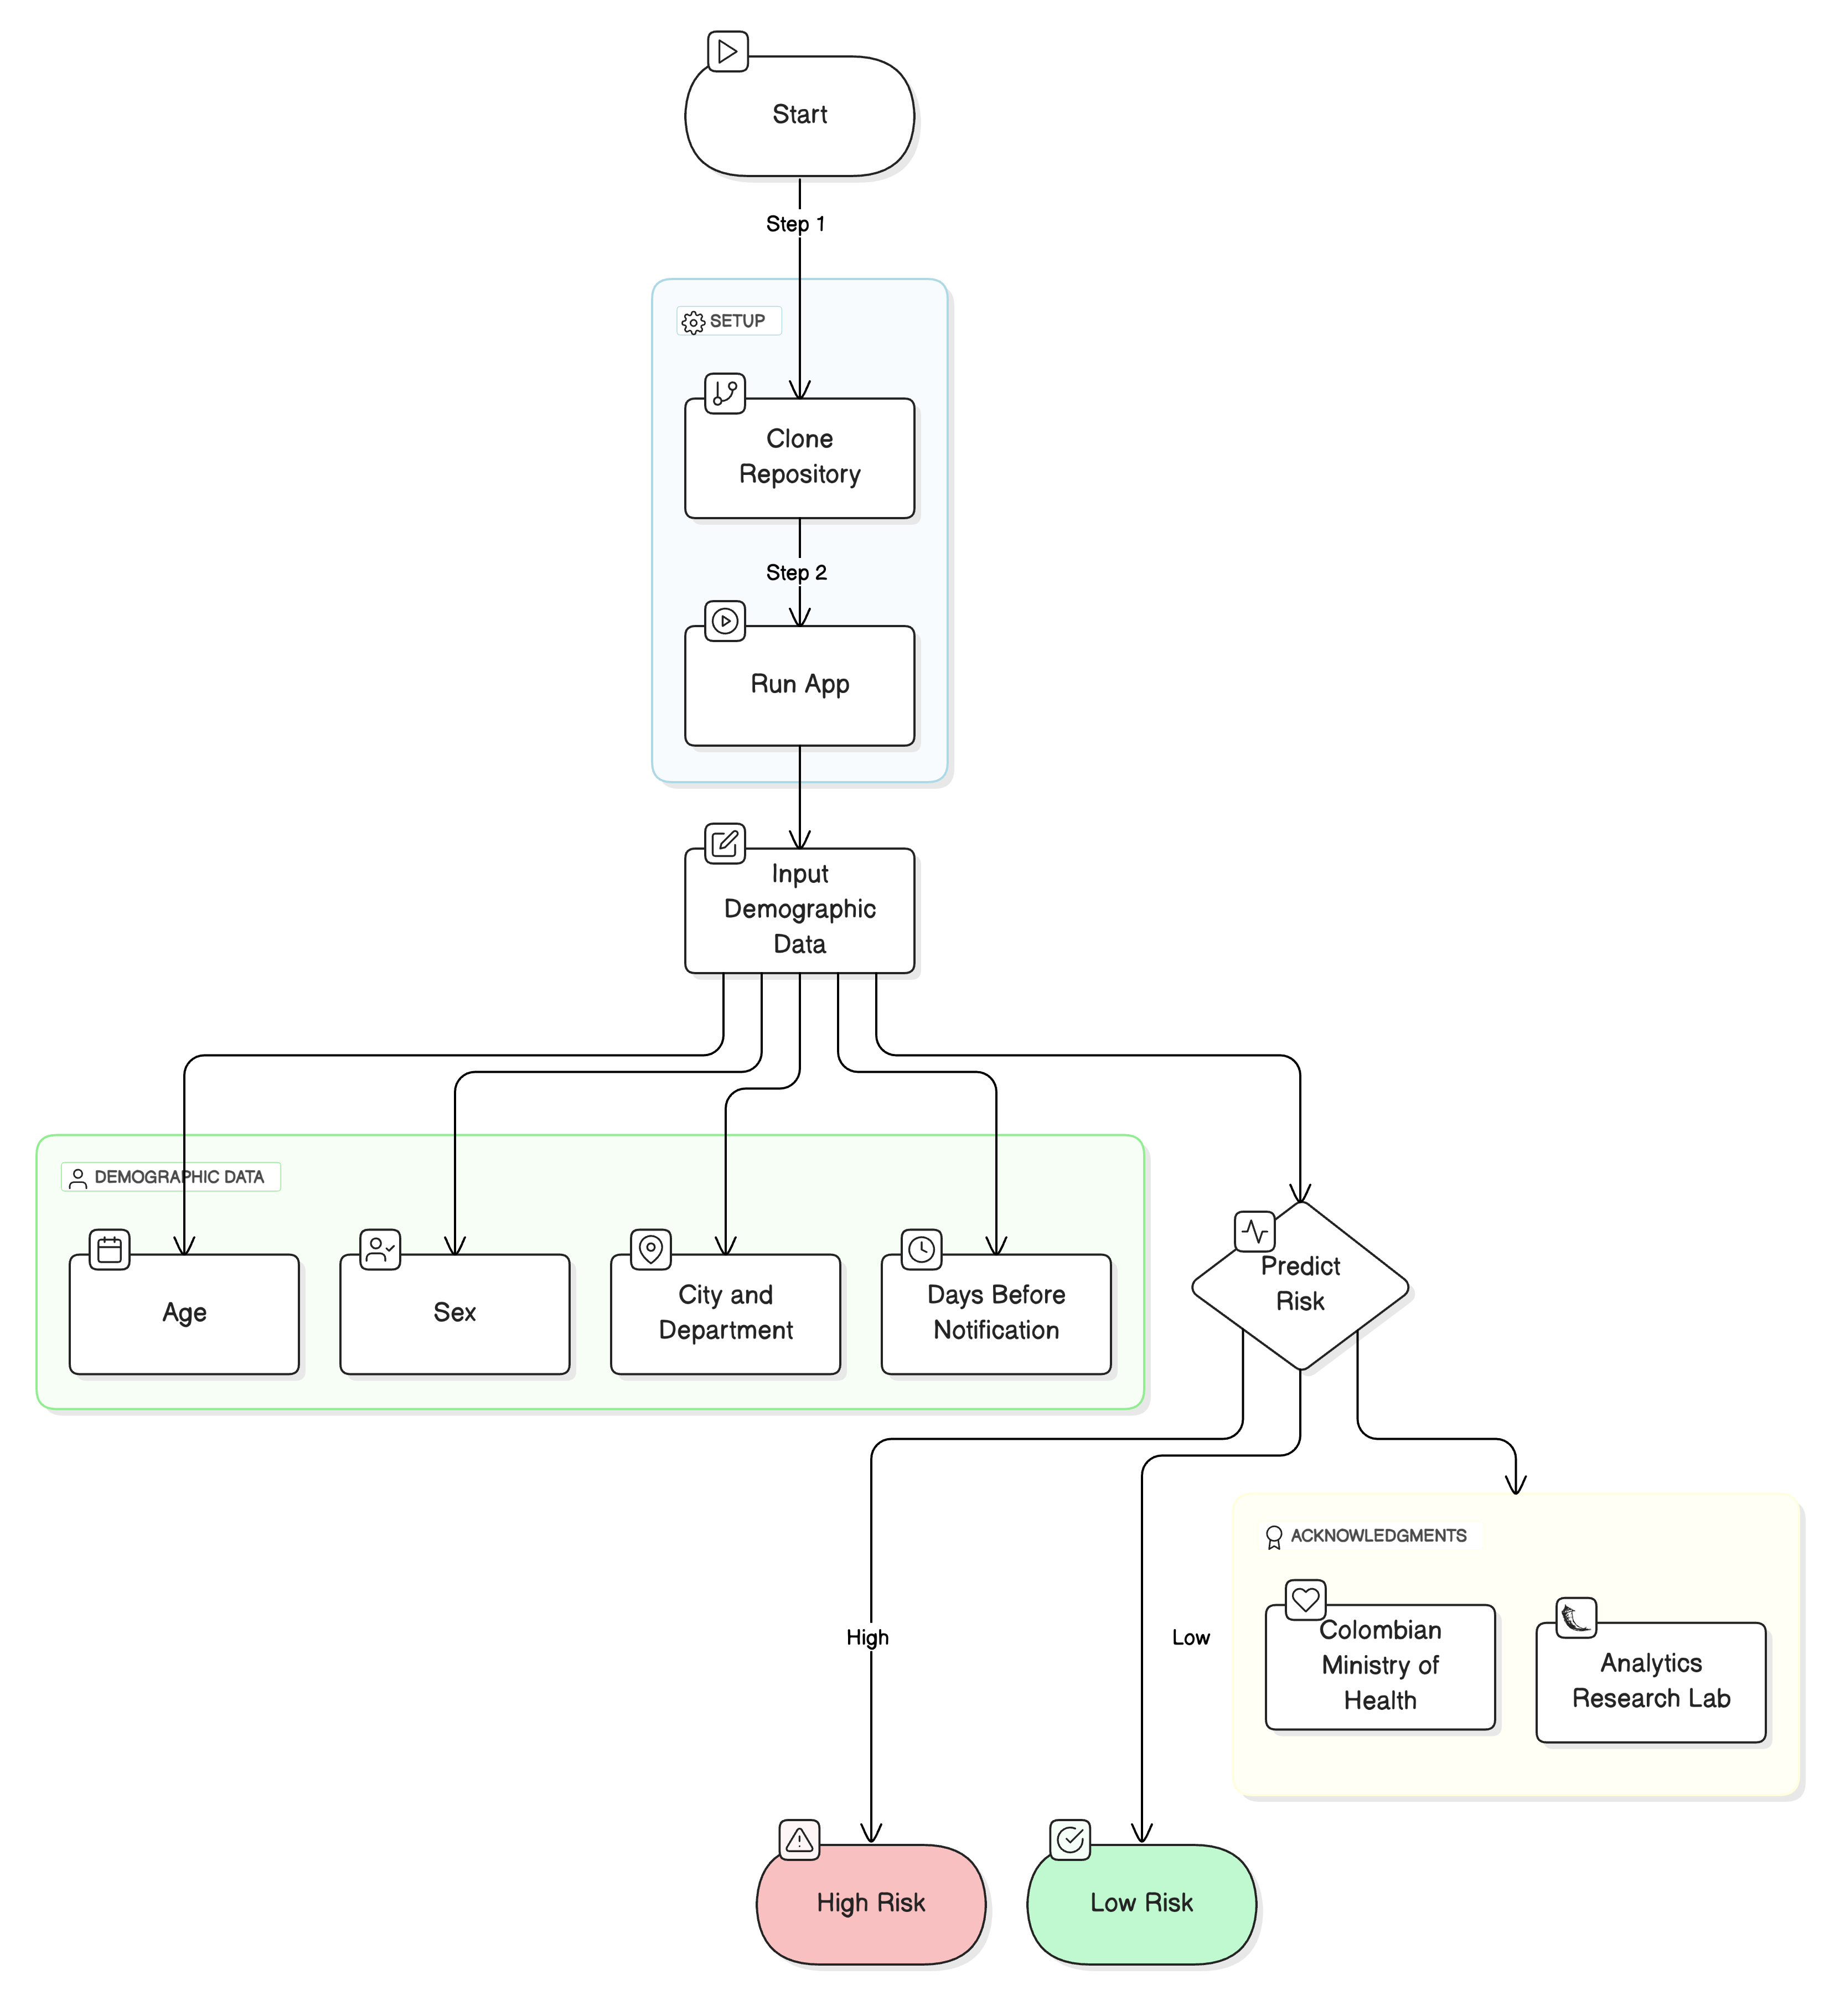 Start
Step 1
SETUP
Clone
Repository
Step 2
Run App
Input
Demographic
Data
DEMOGRAPHIC DATA
Age
Sex
City and
Department
Days Before
Notification
Predict
Risk
High
Low
ACKNOWLEDGMENTS
Colombian
Ministry of
Health
Analytics
Research Lab
High Risk
Low Risk